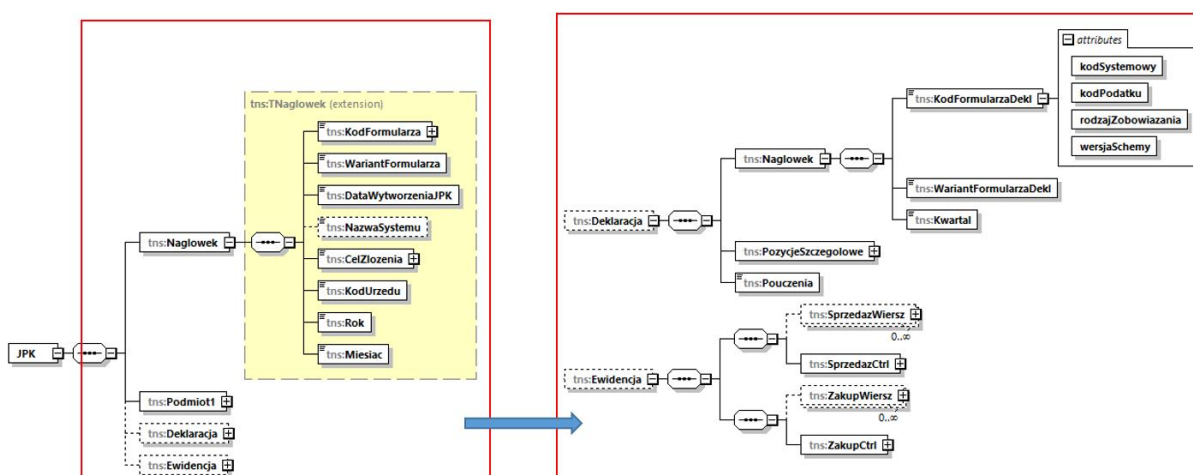 JPK
tns:TNaglowek (extension)
tns:Naglowek
tns:KodFormularza
tns:WariantFormularza
tns:DataWytworzeniaJPK
tns:NazwaSystemu
tns:CelZlozenia
tns:KodUrzedu
tns:Rok
tns:Miesiac
tns:Podmiot1
tns:Deklaracja
tns:Ewidencja
tns:Deklaracja
tns:Naglowek
tns:KodFormularzaDekl
attributes
kodSystemowy
kodPodatku
rodzajZobowiazania
wersjaSchemy
tns:WariantFormularzaDekl
tns:Kwartal
tns:PozycjeSzczegolowe
tns:Pouczenia
tns:Ewidencja
tns:SprzedazWiersz
0..∞
tns:SprzedazCtrl
tns:ZakupWiersz
0..∞
tns:ZakupCtrl